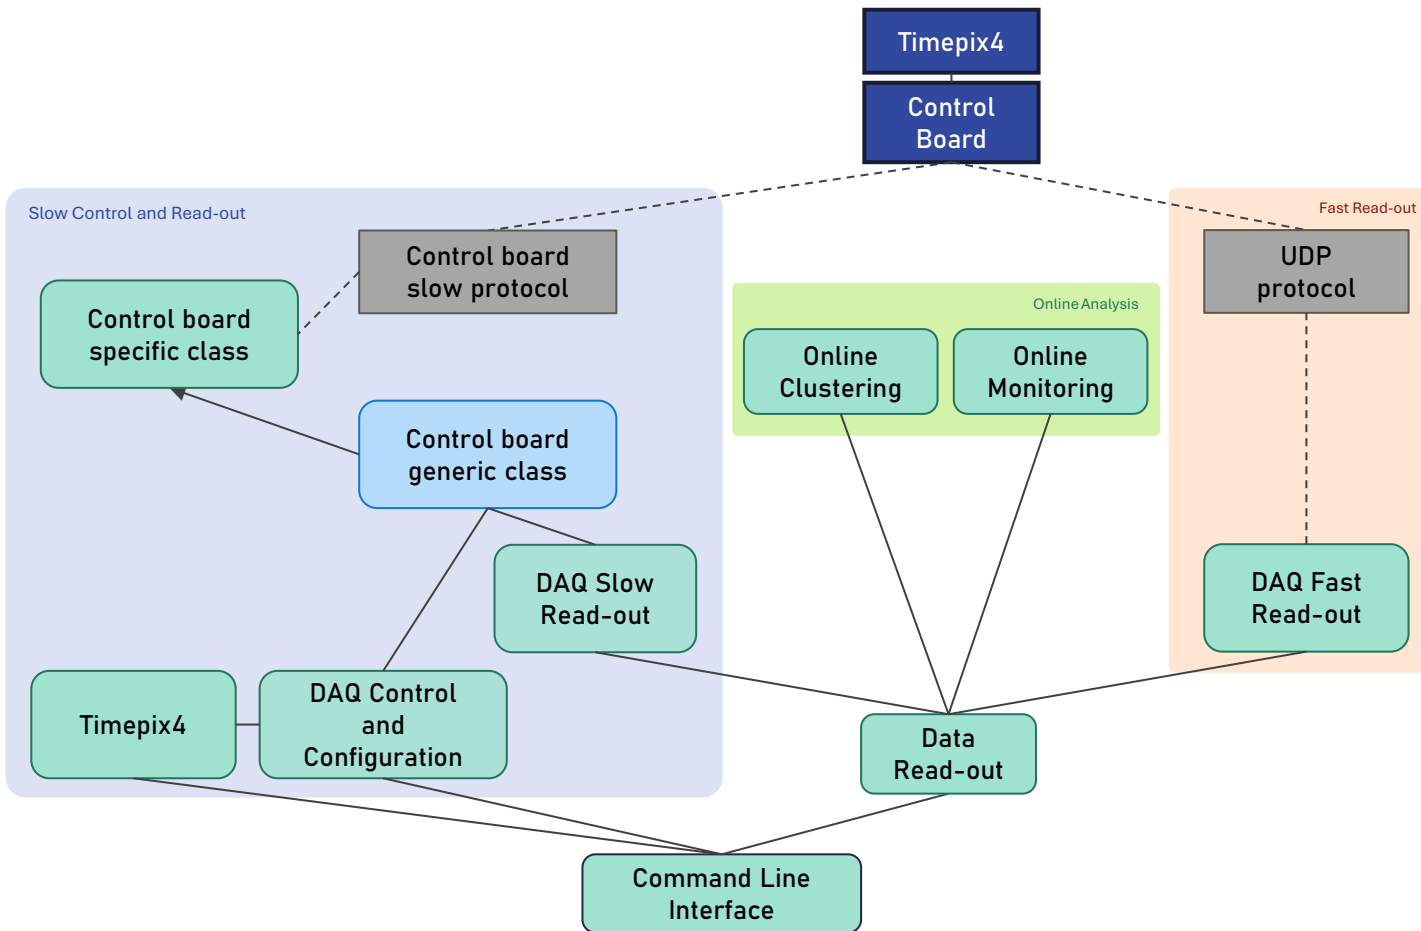 Timepix4
Control
Board
Slow Control and Read-out
Fast Read-out
Control board
slow protocol
UDP
protocol
Control board
specific class
Online Analysis
Online
Clustering
Online
Monitoring
Control board
generic class
DAQ Slow
Read-out
DAQ Fast
Read-out
Timepix4
DAQ Control
and
Configuration
Data
Read-out
Command Line
Interface